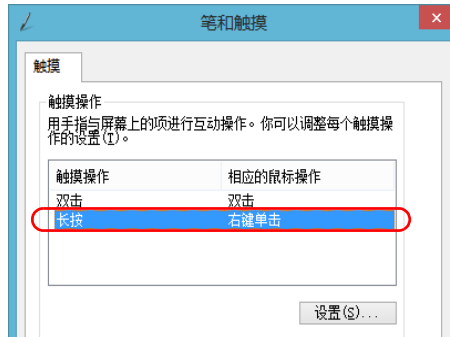 笔和触摸
触摸
触摸操作
用手指与屏幕上的项进行互动操作。你可以调整每个触摸操
作的设置(T)。
触摸操作 相应的鼠标操作
双击 双击
长按 右键单击
设置(S)...